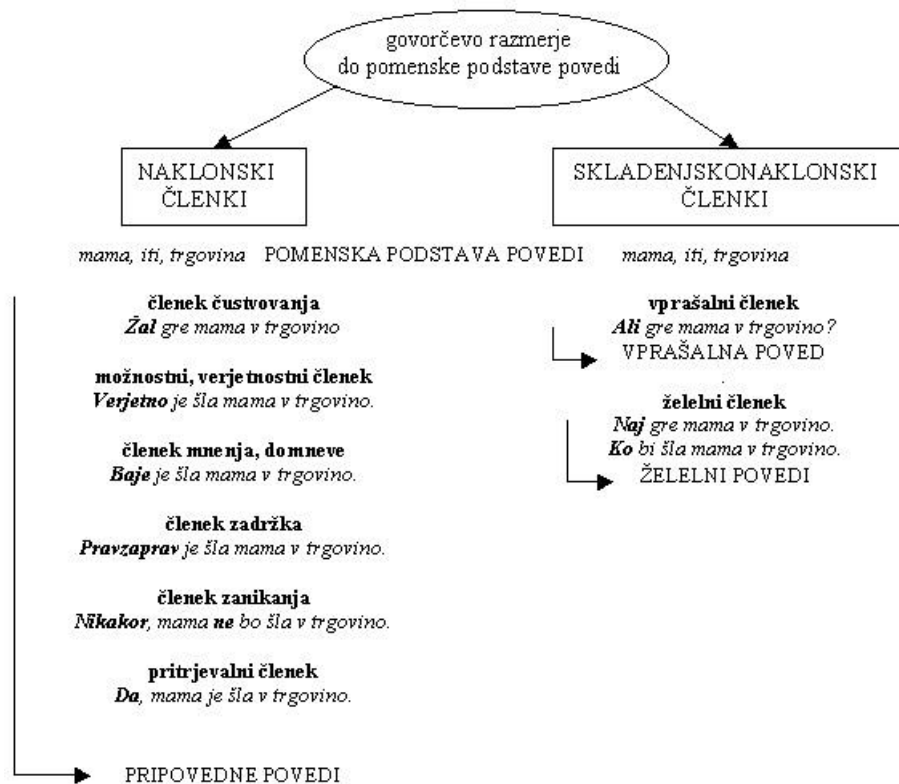 govorčevo razmerje
do pomenske podstave povedi
NAKLONSKI
ČLENKI
SKLADENJSKONAKLONSKI
ČLENKI
mama, iti, trgovina POMENSKA PODSTAVA POVEDI mama, iti, trgovina
členek čustvovanja
Žal gre mama v trgovino
možnostni, verjetnostni členek
Verjetno je šla mama v trgovino.
členek mnenja, domneve
Baje je šla mama v trgovino.
členek zadržka
Pravzaprav je šla mama v trgovino.
členek zanikanja
Nikakor, mama ne bo šla v trgovino.
pritrjevalni členek
Da, mama je šla v trgovino.
PRIPOVEDNE POVEDI
vprašalni členek
Ali gre mama v trgovino?
VPRAŠALNA POVED
želelni členek
Naj gre mama v trgovino.
Ko bi šla mama v trgovino.
ŽELELNI POVEDI